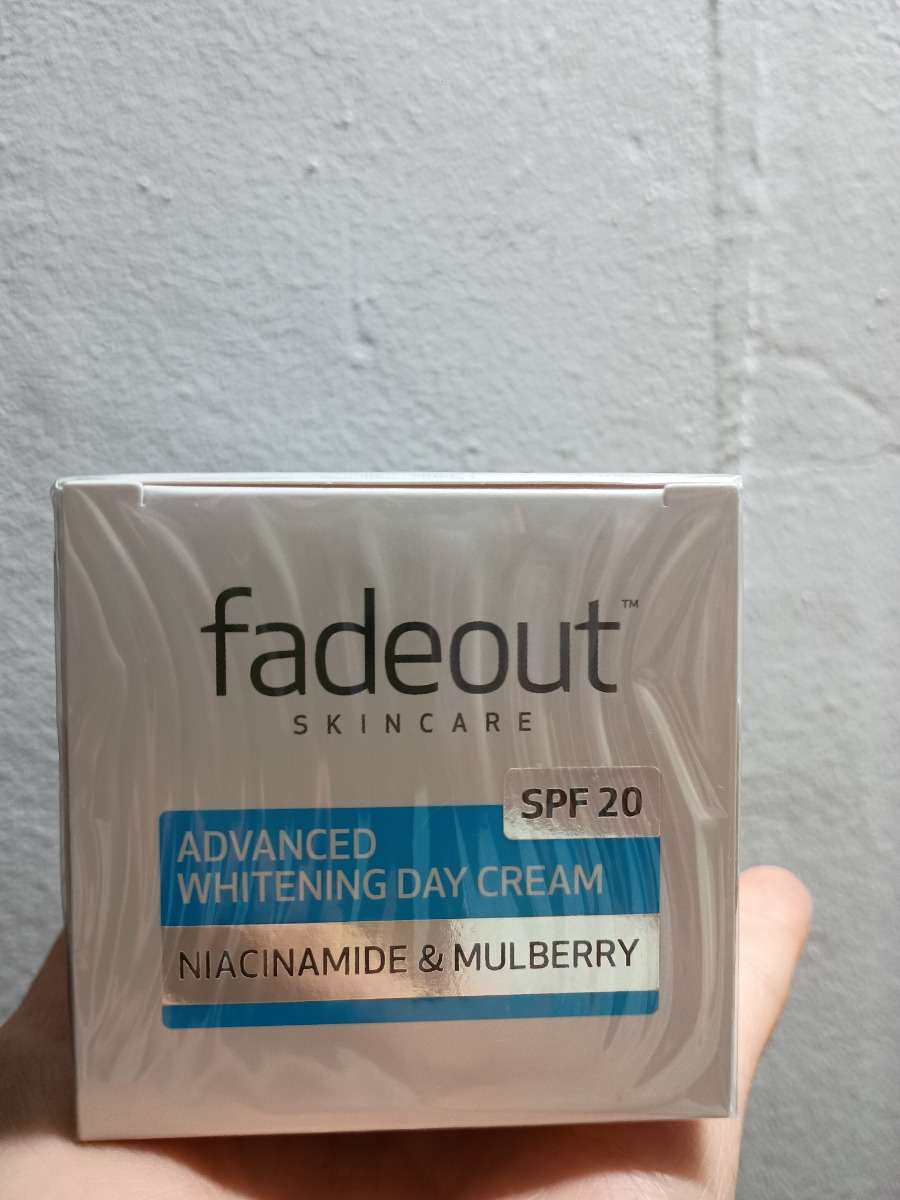 fadeout™
SKINCARE
SPF 20
ADVANCED
WHITENING DAY CREAM
NIACINAMIDE & MULBERRY